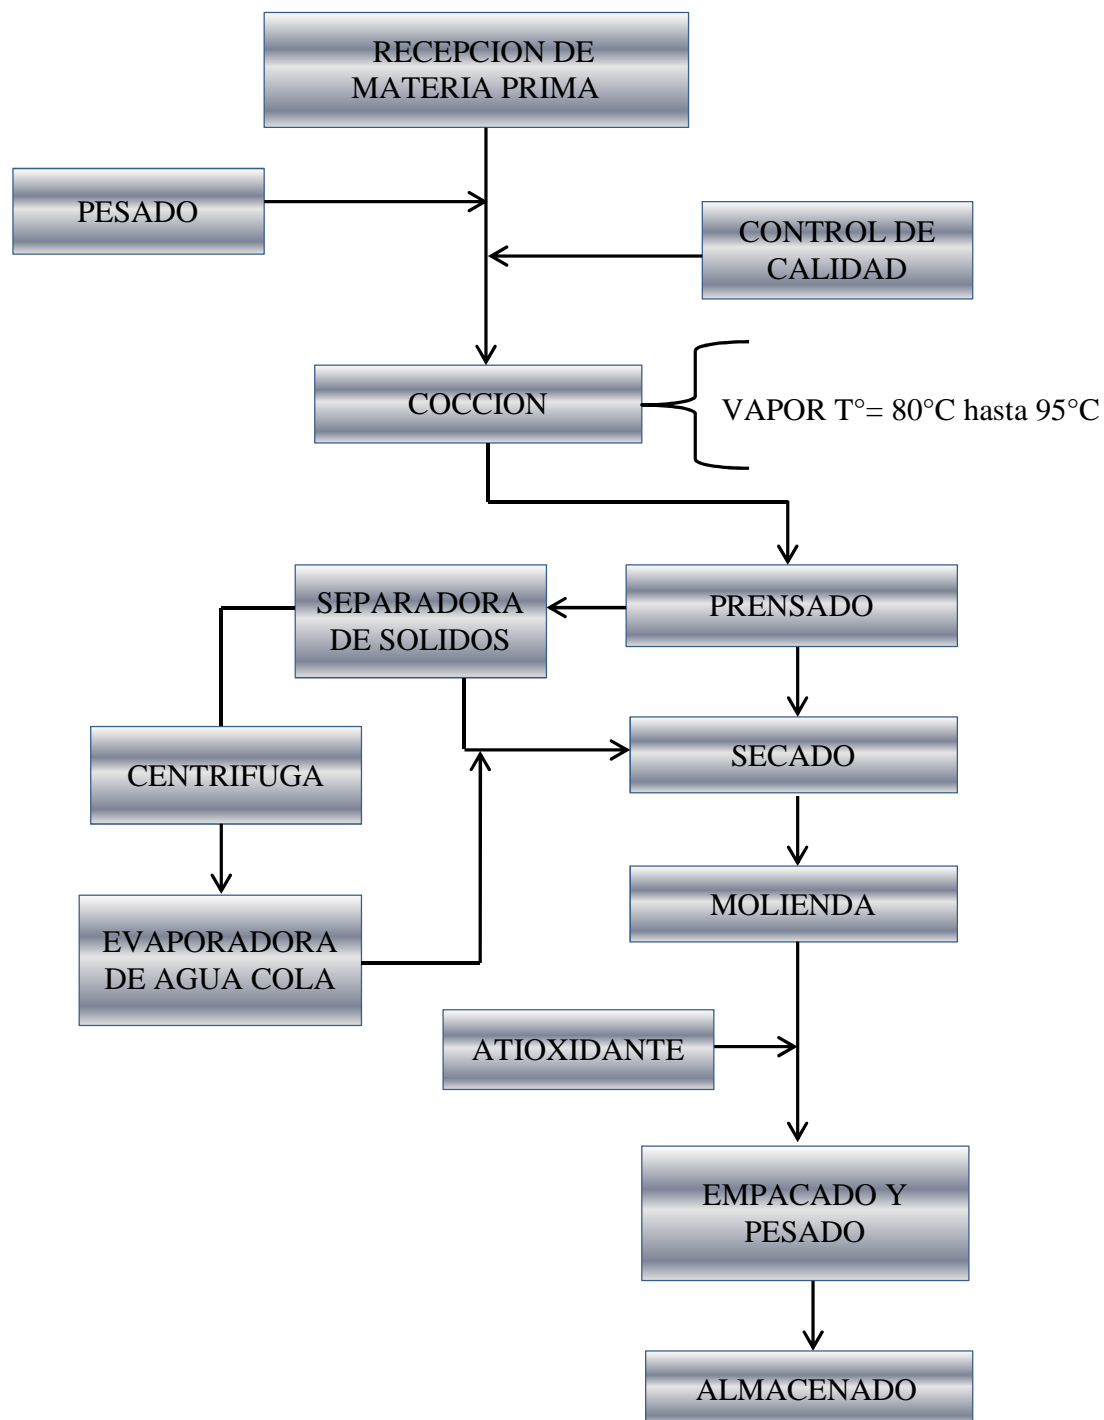 RECEPCION DE
MATERIA PRIMA
PESADO
CONTROL DE
CALIDAD
COCCION
VAPOR T°= 80°C hasta 95°C
SEPARADORA
DE SOLIDOS
PRENSADO
CENTRIFUGA
SECADO
EVAPORADORA
DE AGUA COLA
MOLIENDA
ATIOXIDANTE
EMPACADO Y
PESADO
ALMACENADO